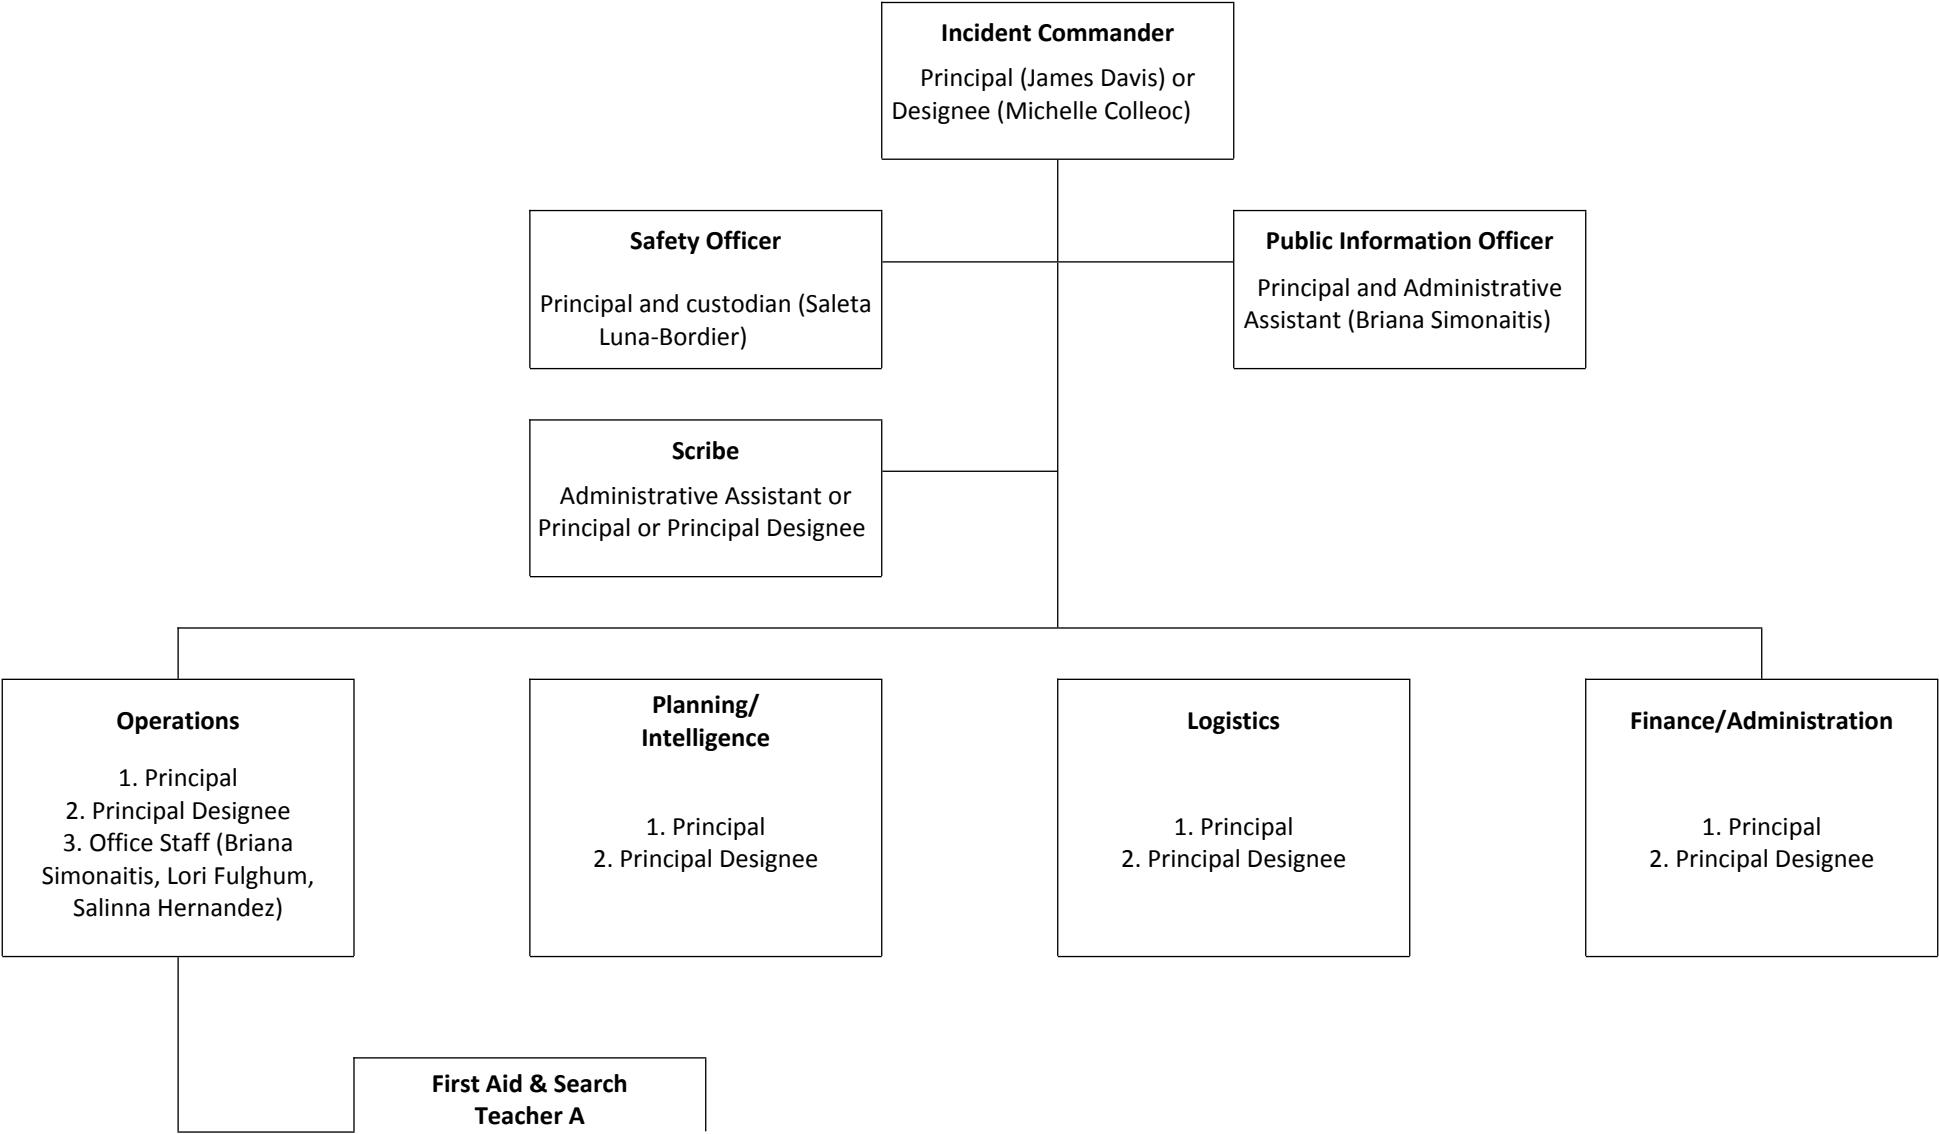 Incident Commander
Principal (James Davis) or
Designee (Michelle Colleoc)
Safety Officer
Principal and custodian (Saleta
Luna-Bordier)
Public Information Officer
Principal and Administrative
Assistant (Briana Simonaitis)
Scribe
Administrative Assistant or
Principal or Principal Designee
Operations
1. Principal
2. Principal Designee
3. Office Staff (Briana
Simonaitis, Lori Fulghum,
Salinna Hernandez)
Planning/
Intelligence
1. Principal
2. Principal Designee
Logistics
1. Principal
2. Principal Designee
Finance/Administration
1. Principal
2. Principal Designee
First Aid & Search
Teacher A